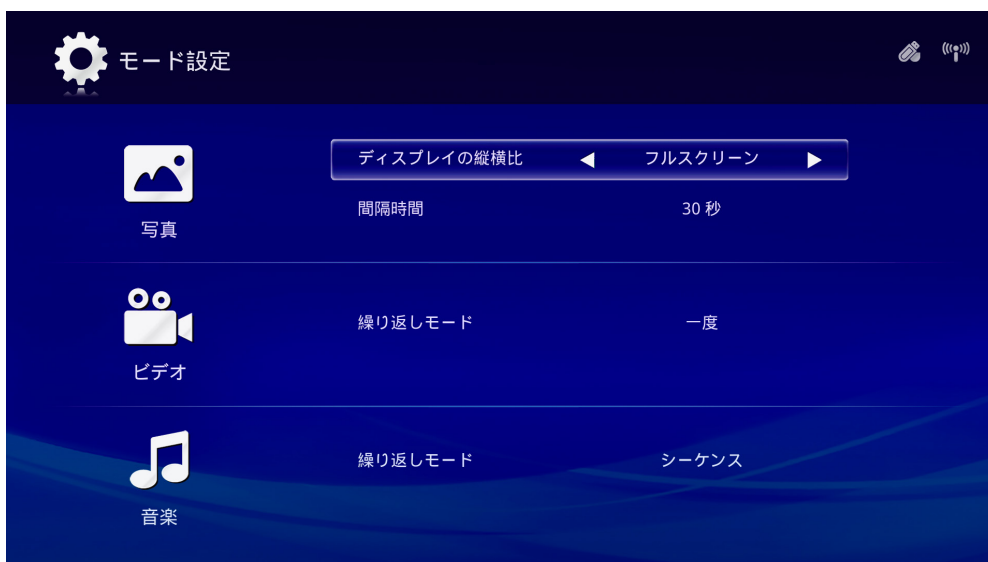 モード設定
ディスプレイの縦横比 ◀ フルスクリーン ▶
間隔時間 30 秒
写真
繰り返しモード 一度
ビデオ
繰り返しモード シーケンス
音楽